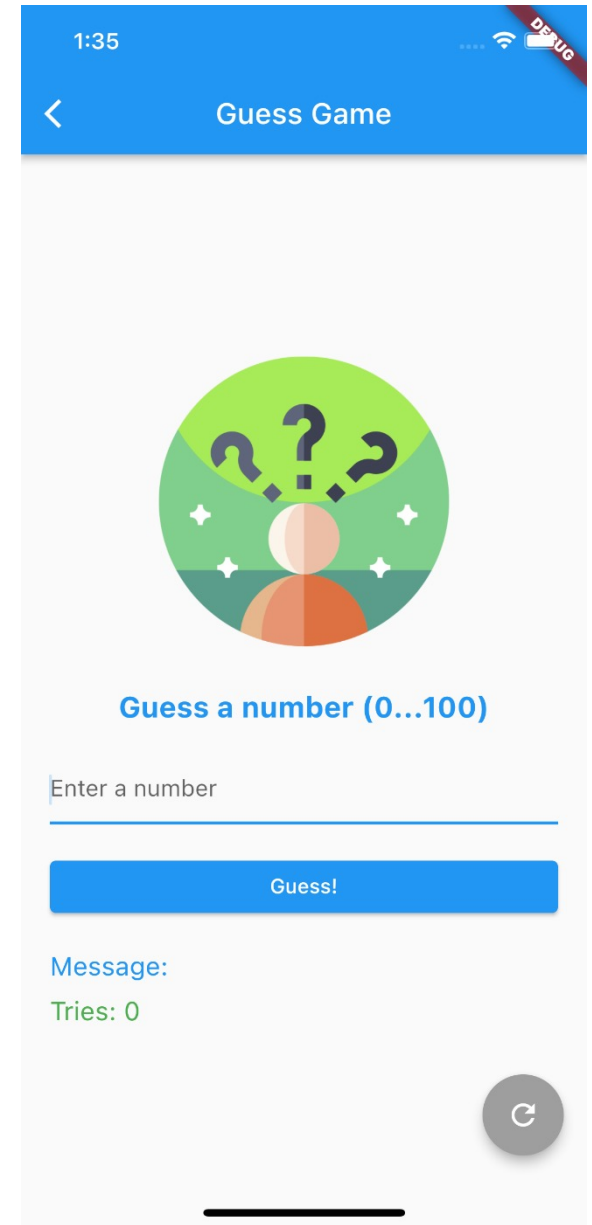 1:35
DEBUG
Guess Game
? ? ?
Guess a number (0...100)
Enter a number
Guess!
Message:
Tries: 0